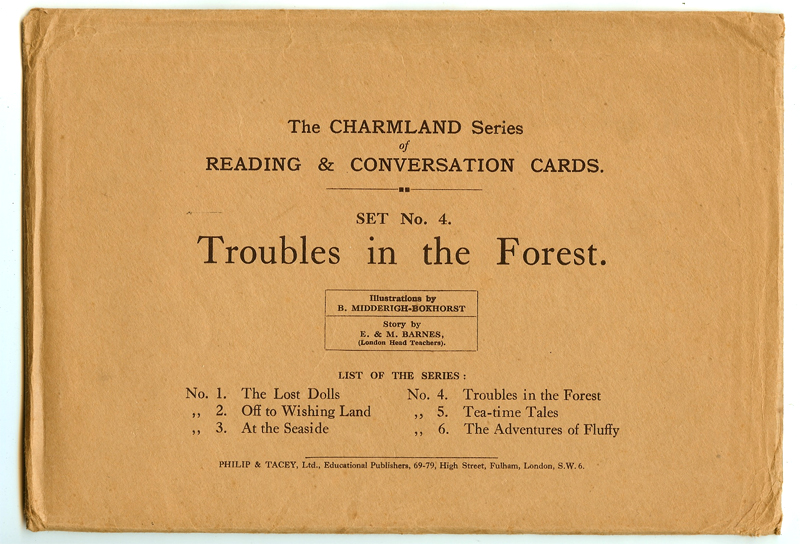 The CHARMLAND Series
of
READING & CONVERSATION CARDS.
SET No. 4.
Troubles in the Forest.
Illustrations by
B. MIDDERIGH-BOKHORST
Story by
E. & M. BARNES,
(London Head Teachers).
LIST OF THE SERIES:
No. 1. The Lost Dolls
„ 2. Off to Wishing Land
„ 3. At the Seaside
No. 4. Troubles in the Forest
„ 5. Tea-time Tales
„ 6. The Adventures of Fluffy
PHILIP & TACEY, Ltd., Educational Publishers, 69-79, High Street, Fulham, London, S.W. 6.